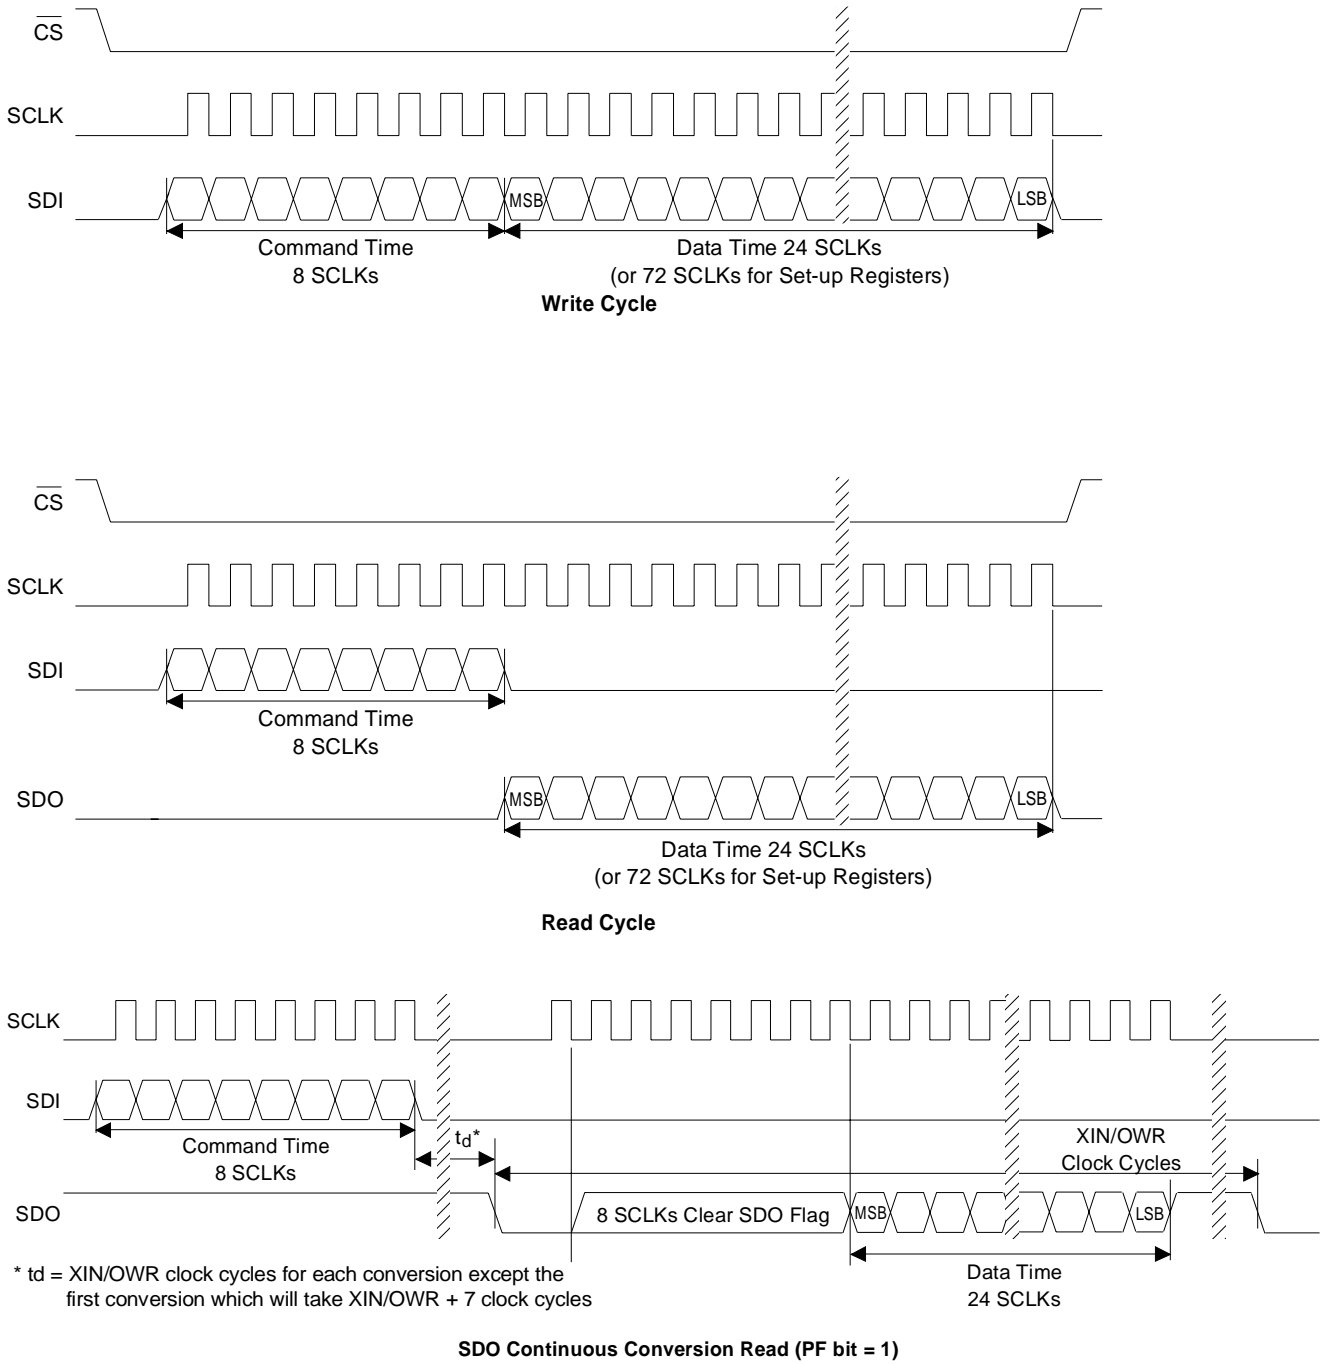 CS
SCLK
SDI
MSB
LSB
Command Time
8 SCLKs
Data Time 24 SCLKs
(or 72 SCLKs for Set-up Registers)
Write Cycle
CS
SCLK
SDI
Command Time
8 SCLKs
SDO
MSB
LSB
Data Time 24 SCLKs
(or 72 SCLKs for Set-up Registers)
Read Cycle
SCLK
SDI
Command Time
8 SCLKs
td*
XIN/OWR
Clock Cycles
SDO
8 SCLKs Clear SDO Flag
MSB
LSB
Data Time
24 SCLKs
* td = XIN/OWR clock cycles for each conversion except the
first conversion which will take XIN/OWR + 7 clock cycles
SDO Continuous Conversion Read (PF bit = 1)